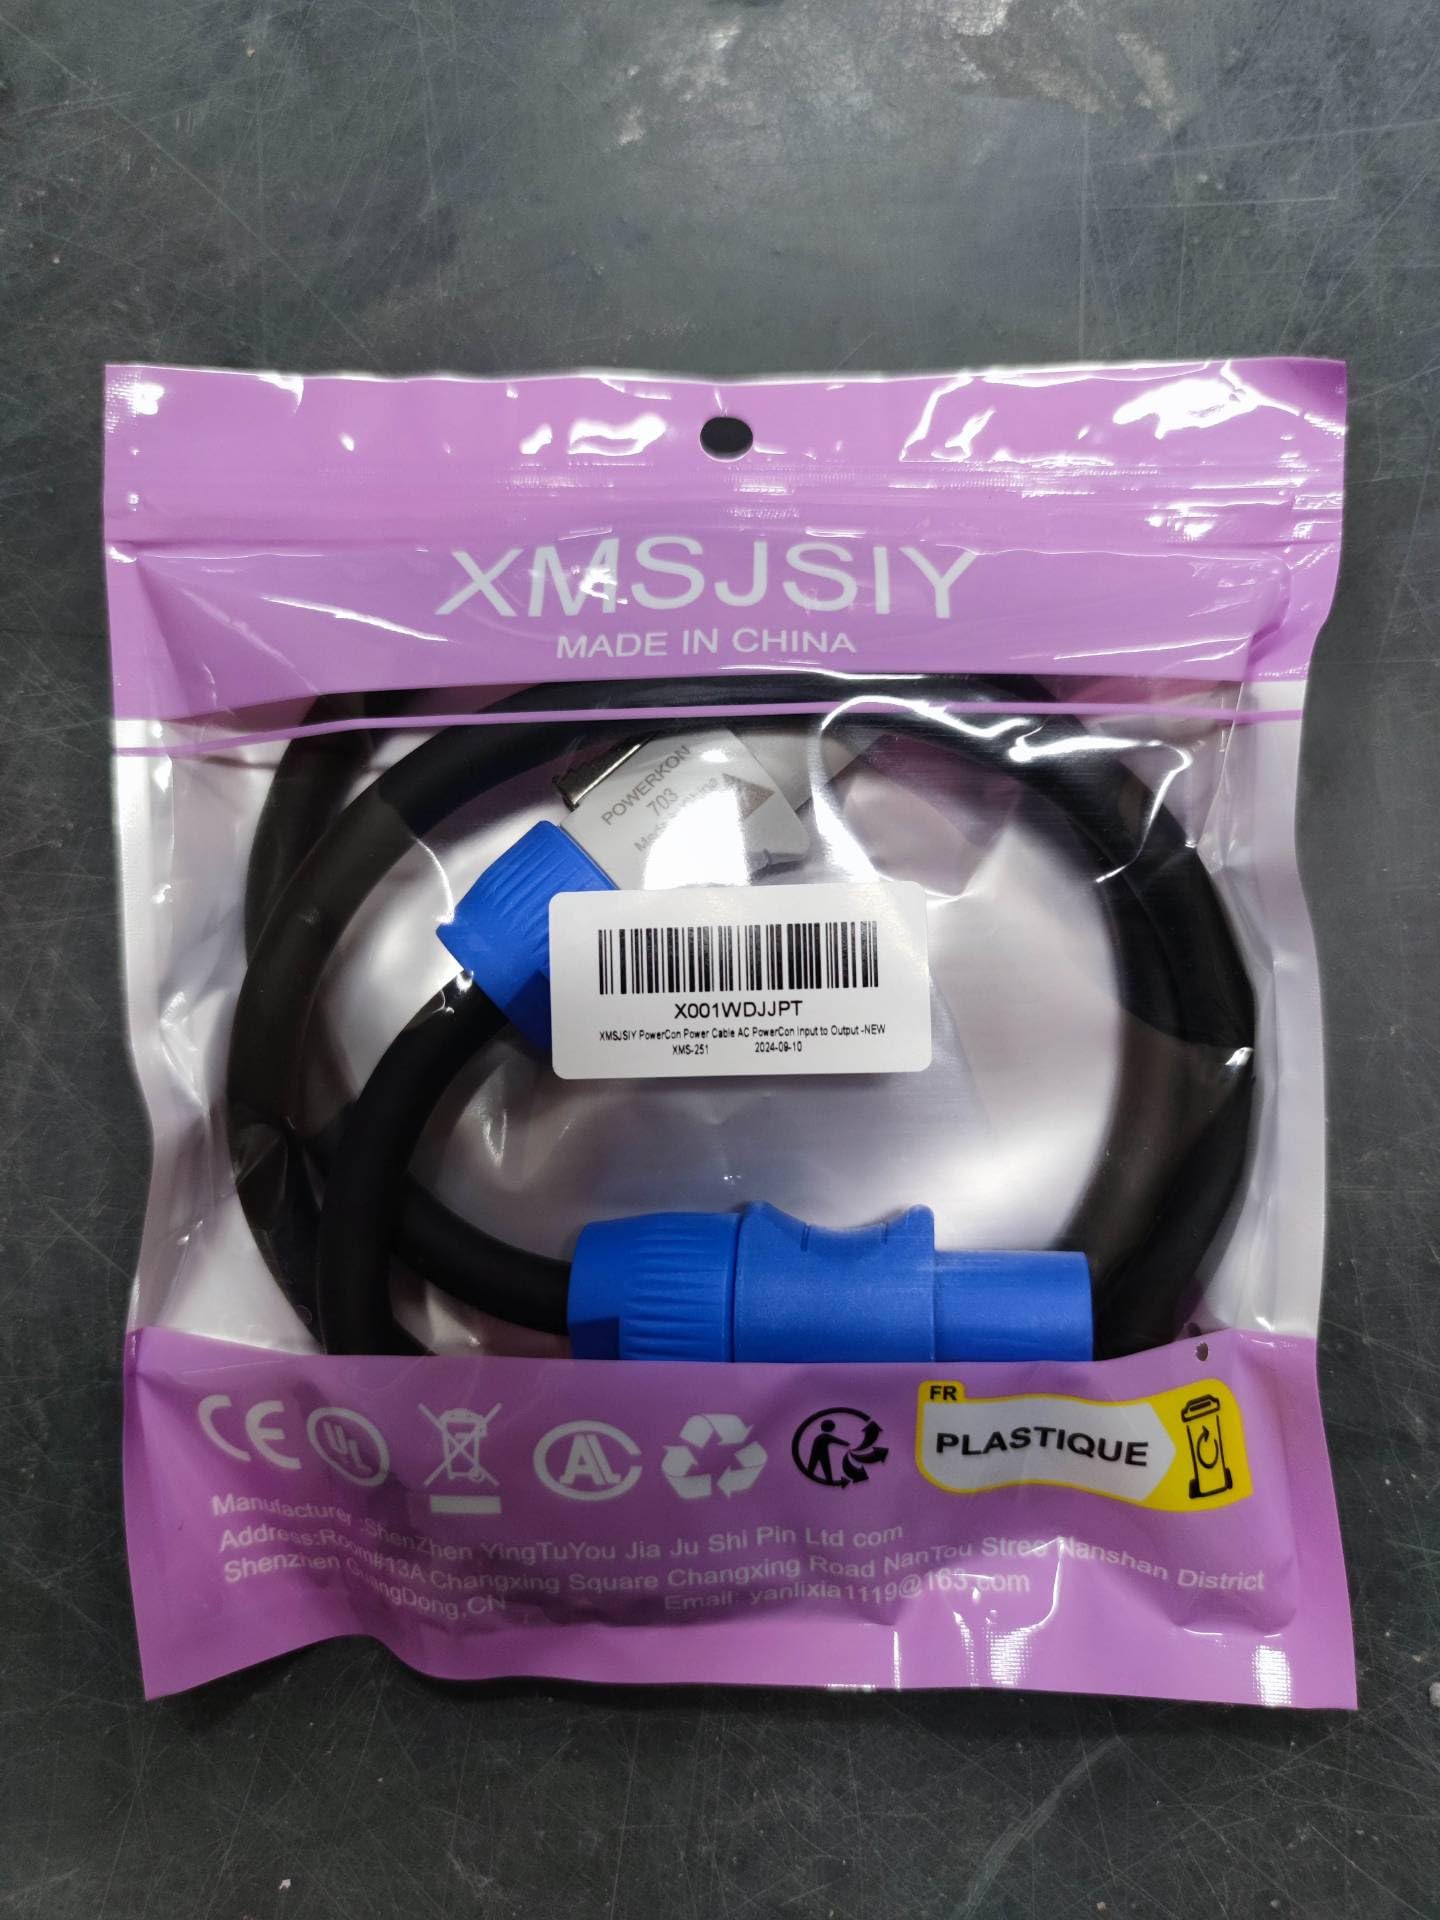 XMSJSIY
MADE IN CHINA
POWERKON
703
X001WDJJPT
XMSJSIY PowerCon Power Cable AC PowerCon Input to Output -NEW
XMS-251 2024-09-10
CE UL
FR
PLASTIQUE
Manufacturer :ShenZhen YingTuYou Jia Ju Shi Pin Ltd com
Address:Room#13A Changxing Square Changxing Road NanTou Stree Nanshan District
Shenzhen GuangDong,CN Email: yanlixia1119@163.com